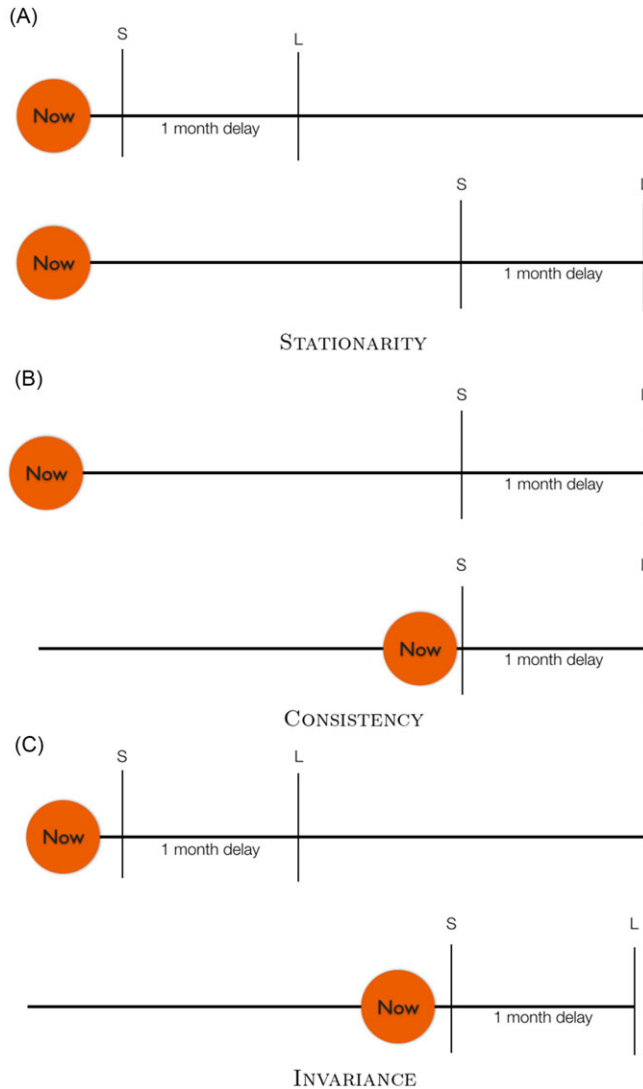 (A)
S L
Now
1 month delay
S L
Now
1 month delay
STATIONARITY
(B)
S
Now
1 month delay
S
Now
1 month delay
CONSISTENCY
(C)
S L
Now
1 month delay
S L
Now
1 month delay
INVARIANCE